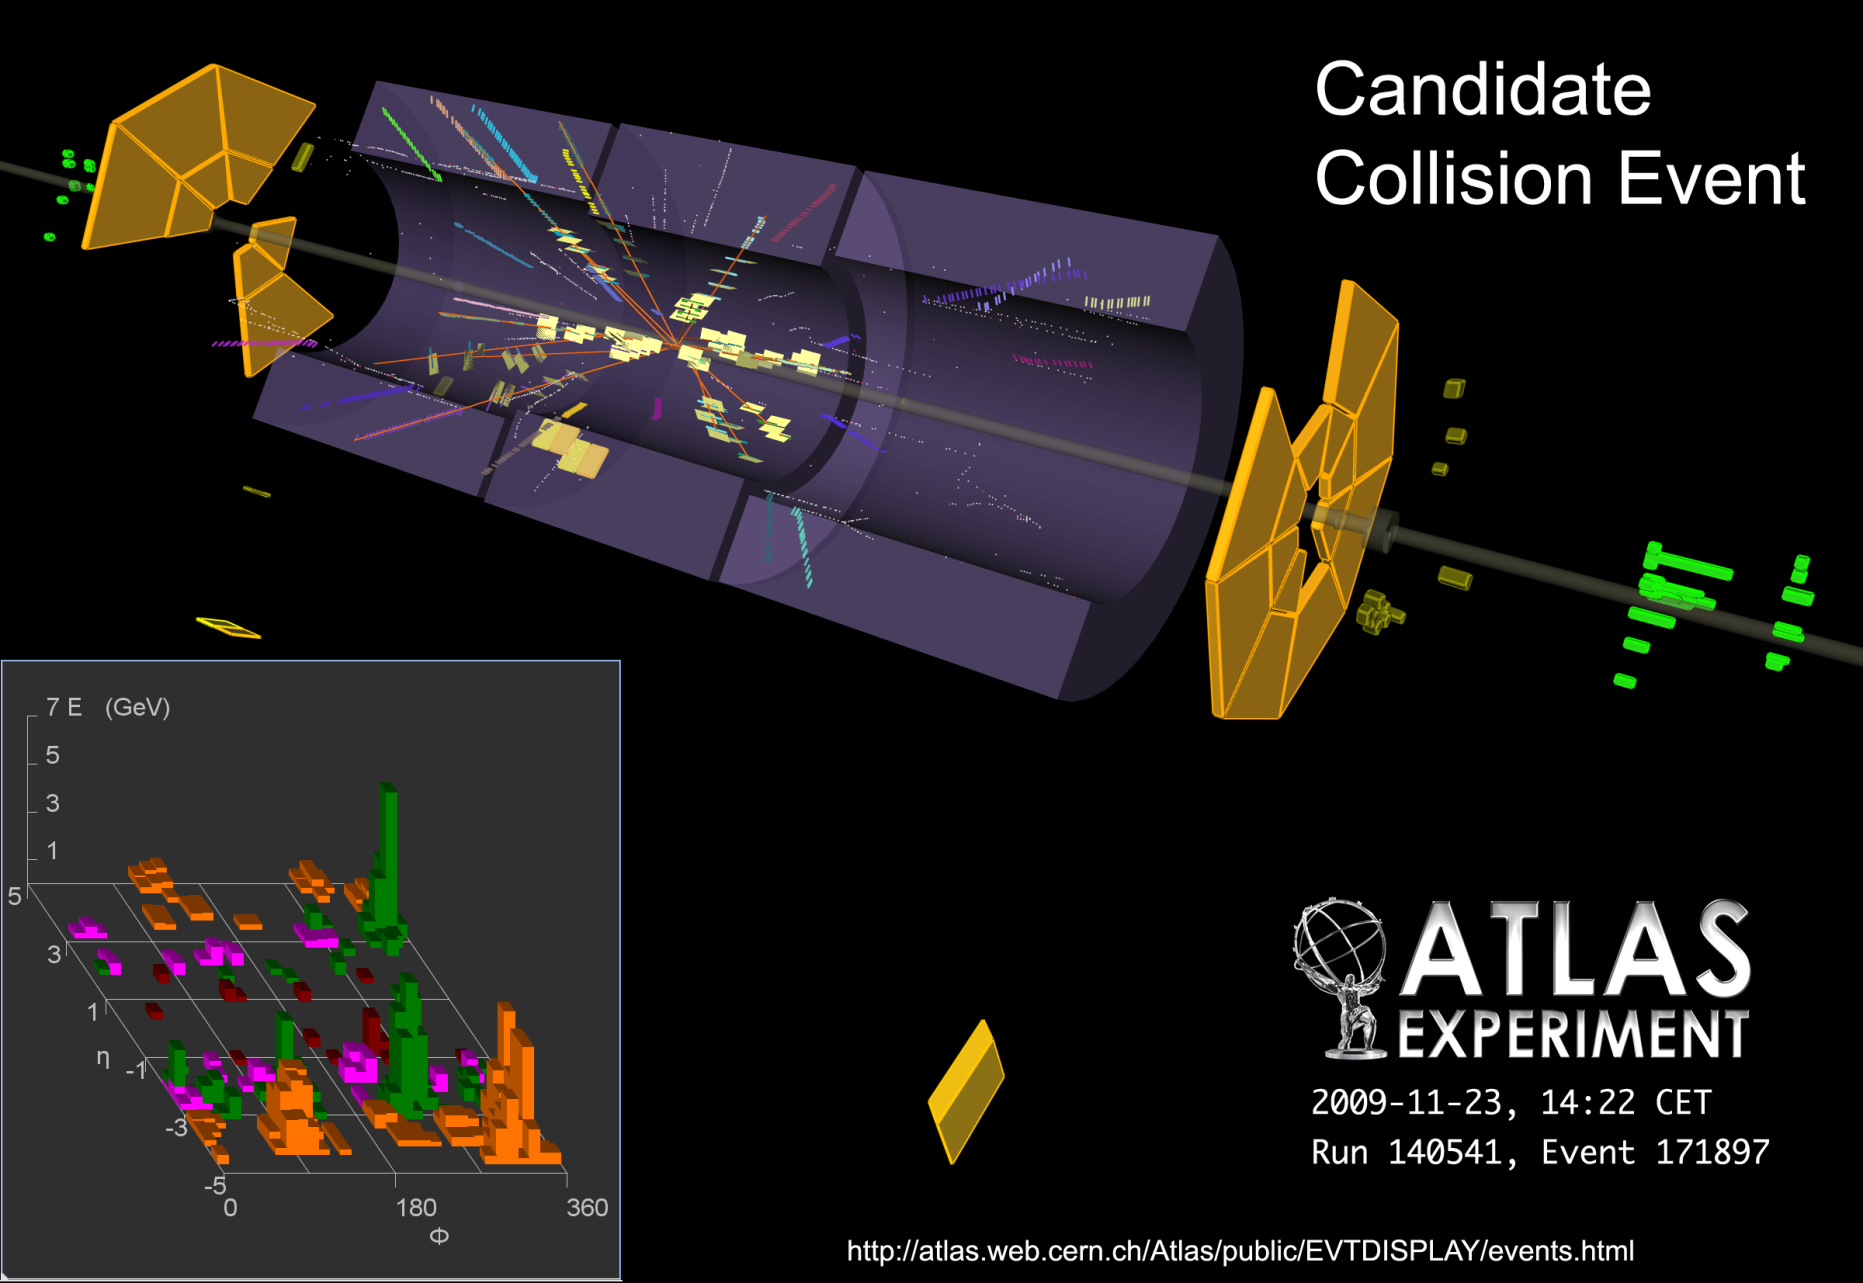 Candidate
Collision Event
7 E (GeV)
5
3
1
5
3
1
η
-1
-3
-5
0 180 360
Φ
ATLAS
EXPERIMENT
2009-11-23, 14:22 CET
Run 140541, Event 171897
http://atlas.web.cern.ch/Atlas/public/EVTDISPLAY/events.html